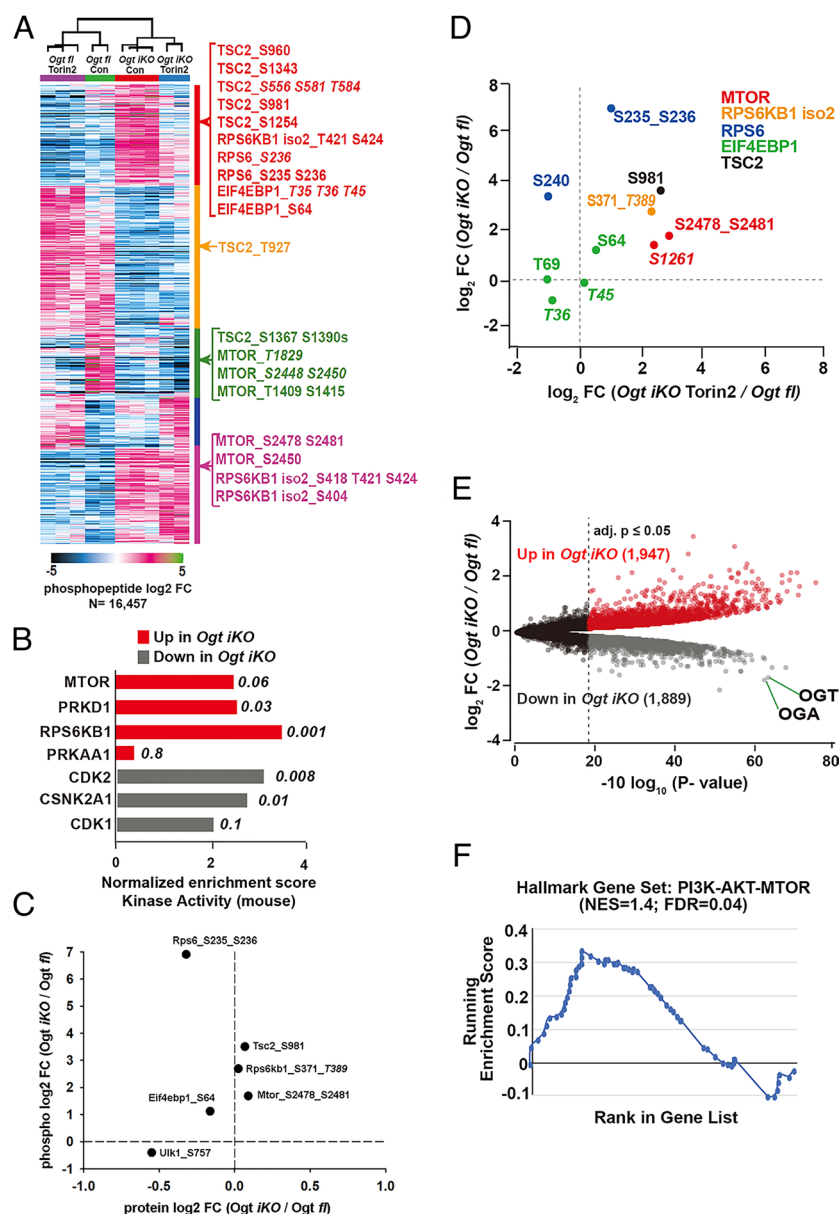 A
Ogt fl
Torin2
Ogt fl
Con
Ogt iKO
Con
Ogt iKO
Torin2
TSC2_S960
TSC2_S1343
TSC2_S556 S581 T584
TSC2_S981
TSC2_S1254
RPS6KB1 iso2_T421 S424
RPS6_S236
RPS6_S235 S236
EIF4EBP1_T35 T36 T45
EIF4EBP1_S64
TSC2_T927
TSC2_S1367 S1390s
MTOR_T1829
MTOR_S2448 S2450
MTOR_T1409 S1415
MTOR_S2478 S2481
MTOR_S2450
RPS6KB1 iso2_S418 T421 S424
RPS6KB1 iso2_S404
-5
5
phosphopeptide log2 FC
N= 16,457
B
Up in Ogt iKO
Down in Ogt iKO
MTOR
0.06
PRKD1
0.03
RPS6KB1
0.001
PRKAA1
0.8
CDK2
0.008
CSNK2A1
0.01
CDK1
0.1
0
2
4
Normalized enrichment score
Kinase Activity (mouse)
C
phospho log2 FC (Ogt iKO / Ogt fl)
7
6
5
4
3
2
1
0
-1
Rps6_S235_S236
Tsc2_S981
Rps6kb1_S371_T389
Mtor_S2478_S2481
Eif4ebp1_S64
Ulk1_S757
-1.0
-0.5
0.0
0.5
1.0
protein log2 FC (Ogt iKO / Ogt fl)
D
log2 FC (Ogt iKO / Ogt fl)
8
6
4
2
0
-2
MTOR
RPS6KB1 iso2
RPS6
EIF4EBP1
TSC2
S235_S236
S240
S981
S371_T389
S2478_S2481
S64
S1261
T69
T45
T36
-2
0
2
4
6
8
log2 FC (Ogt iKO Torin2 / Ogt fl)
E
log2 FC (Ogt iKO / Ogt fl)
4
2
0
-2
-4
adj. p ≤ 0.05
Up in Ogt iKO (1,947)
Down in Ogt iKO (1,889)
OGT
OGA
0
20
40
60
80
-10 log10 (P- value)
F
Hallmark Gene Set: PI3K-AKT-MTOR
(NES=1.4; FDR=0.04)
Running
Enrichment Score
0.4
0.3
0.2
0.1
0
-0.1
Rank in Gene List